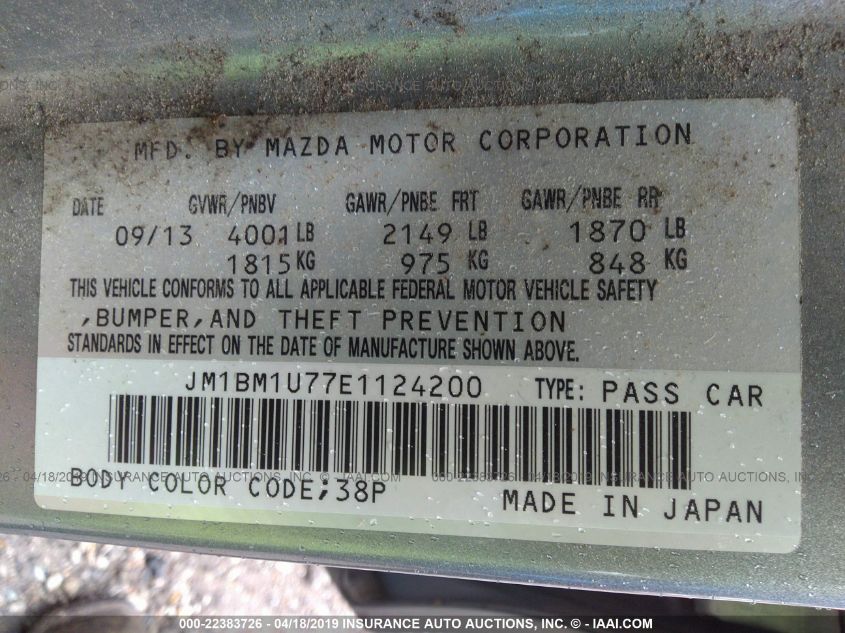 MFD. BY MAZDA MOTOR CORPORATION
DATE GVWR/PNBV GAWR/PNBE FRT GAWR/PNBE RR
09/13 4001 LB 2149 LB 1870 LB
1815 KG 975 KG 848 KG
THIS VEHICLE CONFORMS TO ALL APPLICABLE FEDERAL MOTOR VEHICLE SAFETY
,BUMPER,AND THEFT PREVENTION
STANDARDS IN EFFECT ON THE DATE OF MANUFACTURE SHOWN ABOVE.
JM1BM1U77E1124200 TYPE: PASS CAR
BODY COLOR CODE;38P
MADE IN JAPAN
000-22383726 - 04/18/2019 INSURANCE AUTO AUCTIONS, INC. - IAAI.COM